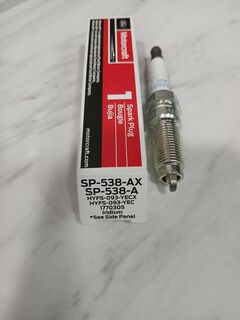 Ford
Motorcraft
1
Spark Plug
Bougie
Bujía
motorcraft.com
SP-538-AX
SP-538-A
HYFS-093-YECX
HYFS-093-YEC
1770305
Iridium
*See Side Panel